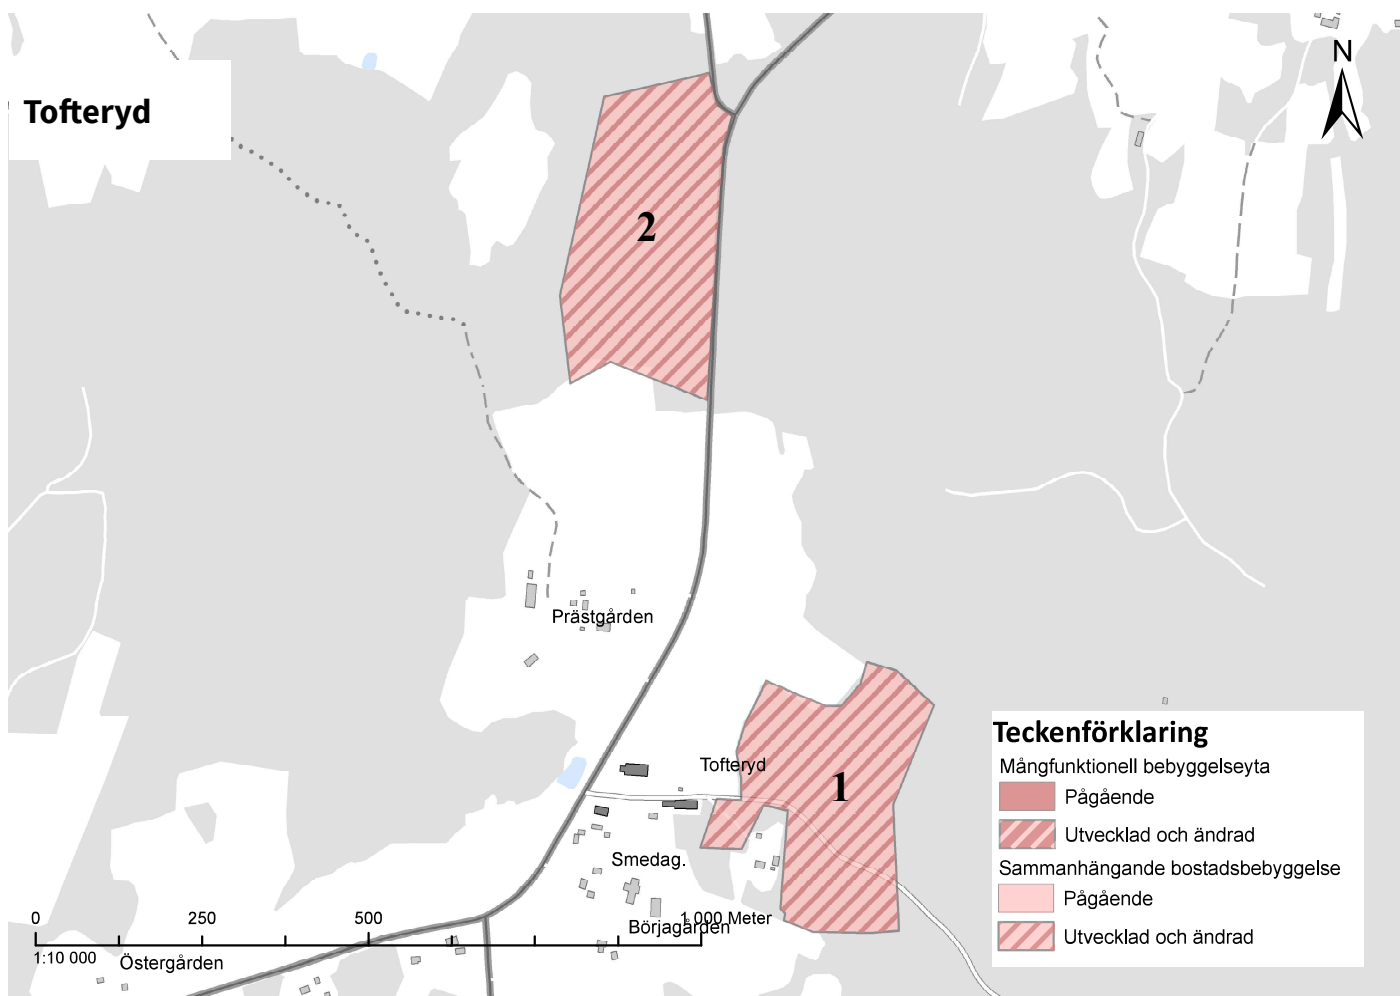 Tofteryd
N
2
Prästgården
Tofteryd
1
Smedag.
Börjagården
Östergården
0 250 500 1 000 Meter
1:10 000
Teckenförklaring
Mångfunktionell bebyggelseyta
Pågående
Utvecklad och ändrad
Sammanhängande bostadsbebyggelse
Pågående
Utvecklad och ändrad